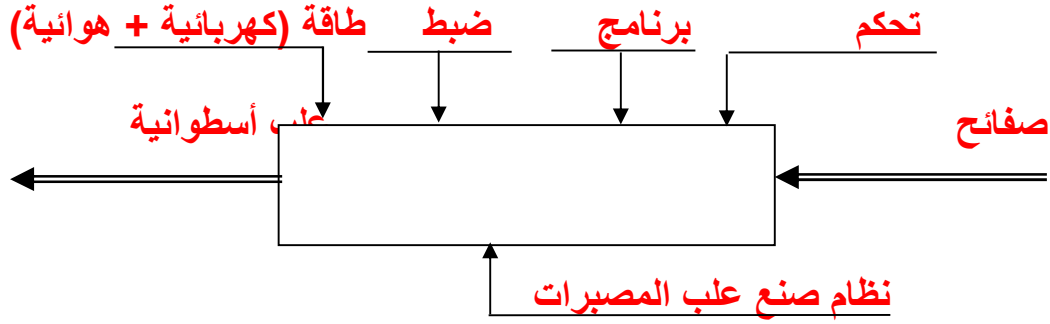 تحكم
برنامج
ضبط
طاقة (كهربائية + هوائية)
صفائح
علب أسطوانية
نظام صنع علب المصبرات